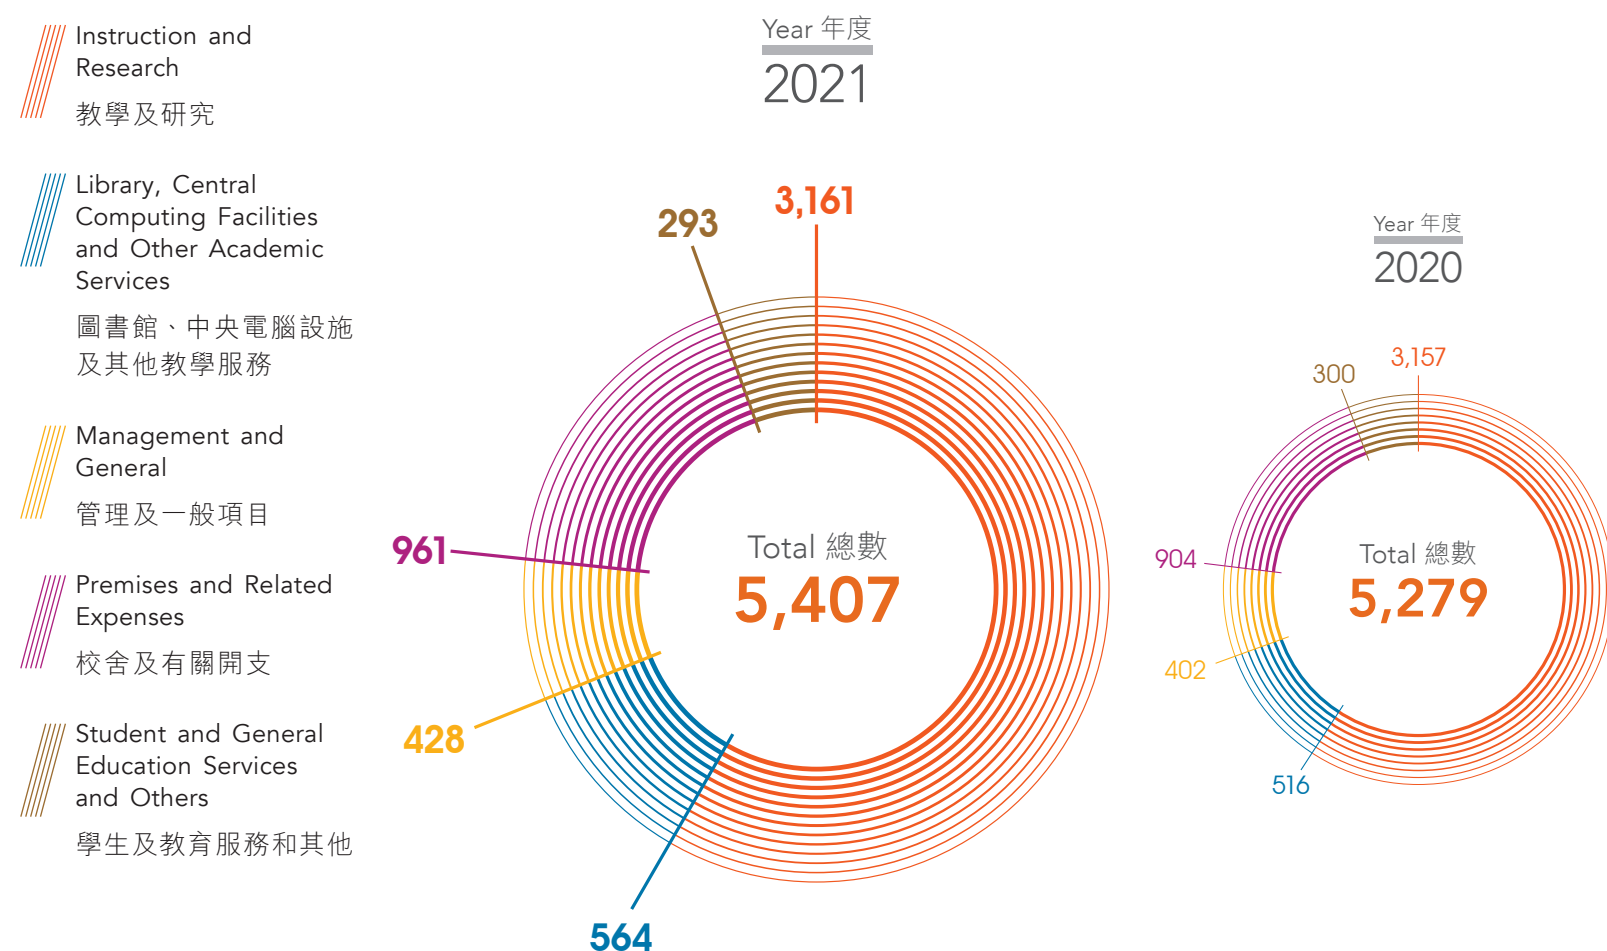 Instruction and
Research
教學及研究
Library, Central
Computing Facilities
and Other Academic
Services
圖書館、中央電腦設施
及其他教學服務
Management and
General
管理及一般項目
Premises and Related
Expenses
校舍及有關開支
Student and General
Education Services
and Others
學生及教育服務和其他
Year 年度
2021
3,161
293
961
428
564
Total 總數
5,407
Year 年度
2020
3,157
300
904
402
516
Total 總數
5,279